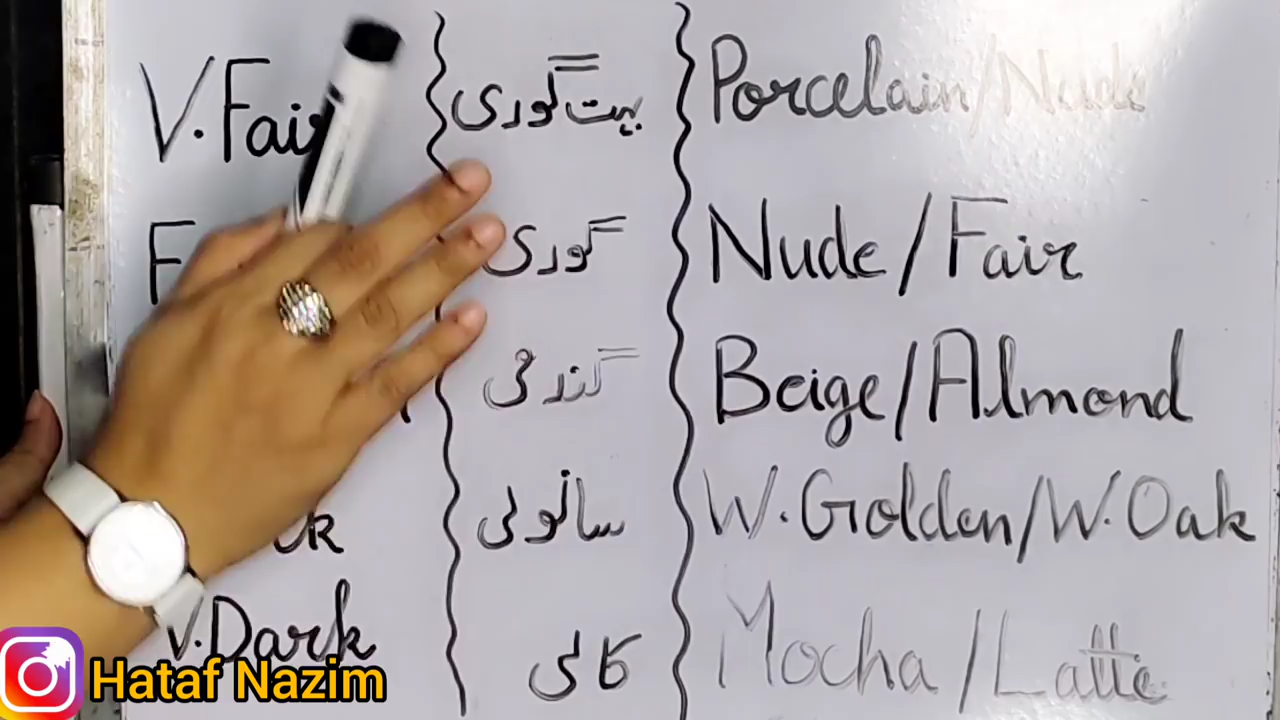 V.Fair بہت گوری Porcelain/Nude
گوری Nude/Fair
گندمی Beige/Almond
سانولی W.Golden/W.Oak
V.Dark کالی Mocha/Latte
Hataf Nazim